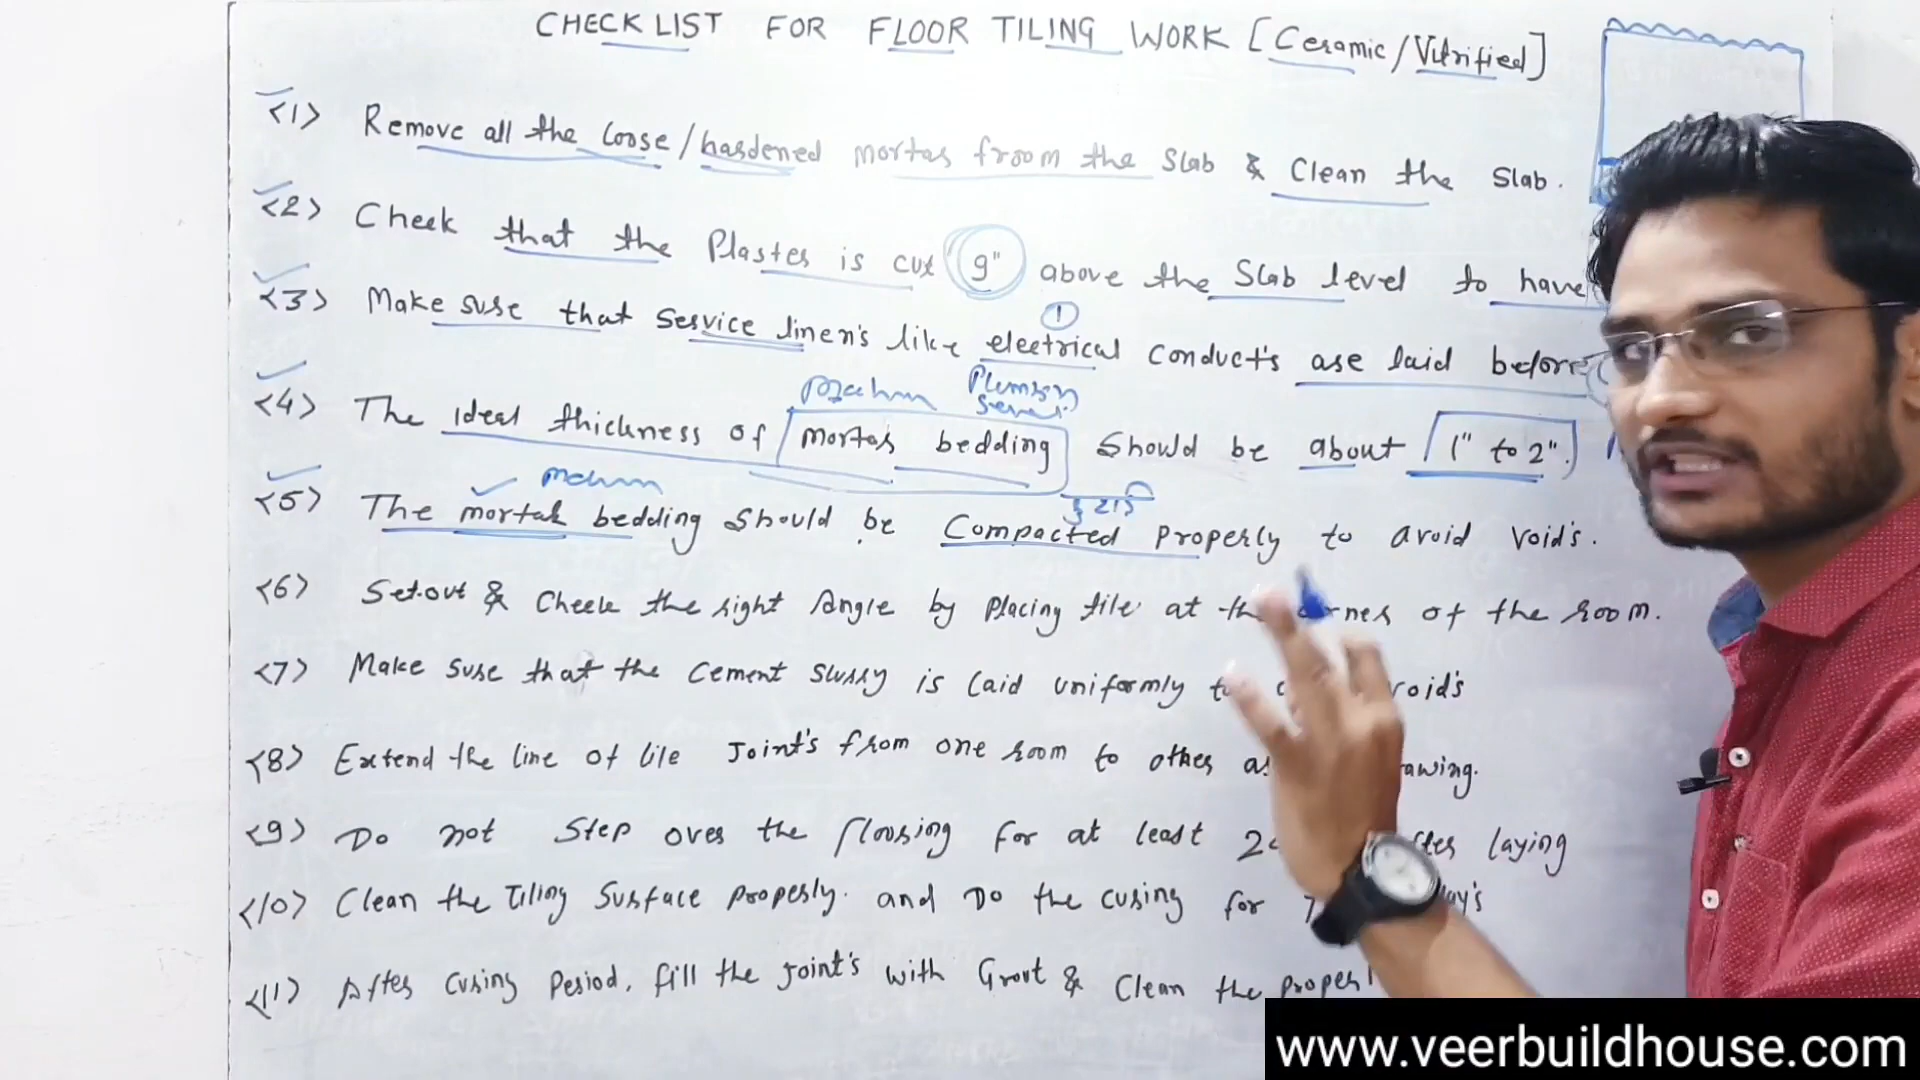 CHECK LIST FOR FLOOR TILING WORK [Ceramic/Vitrified]
<1> Remove all the loose/hardened mortar froom the slab & Clean the slab.
<2> Check that the Plaster is cut 9" above the slab level to have
<3> Make sure that service linen's like electrical conduct's are laid before
1
<4> The ideal thickness of mortar bedding should be about 1" to 2".
<5> The mortar bedding should be Compacted properly to avoid void's.
<6> Set-out & Check the right Angle by placing tile at the of the room.
<7> Make sure that the cement slurry is laid uniformly
<8> Extend the line of tile Joint's from one room to other
<9> Do not Step over the flooring for at least laying
<10> Clean the Tiling Surface properly. and Do the curing for
<11> After curing Period, fill the Joint's with Grout & Clean the
www.veerbuildhouse.com